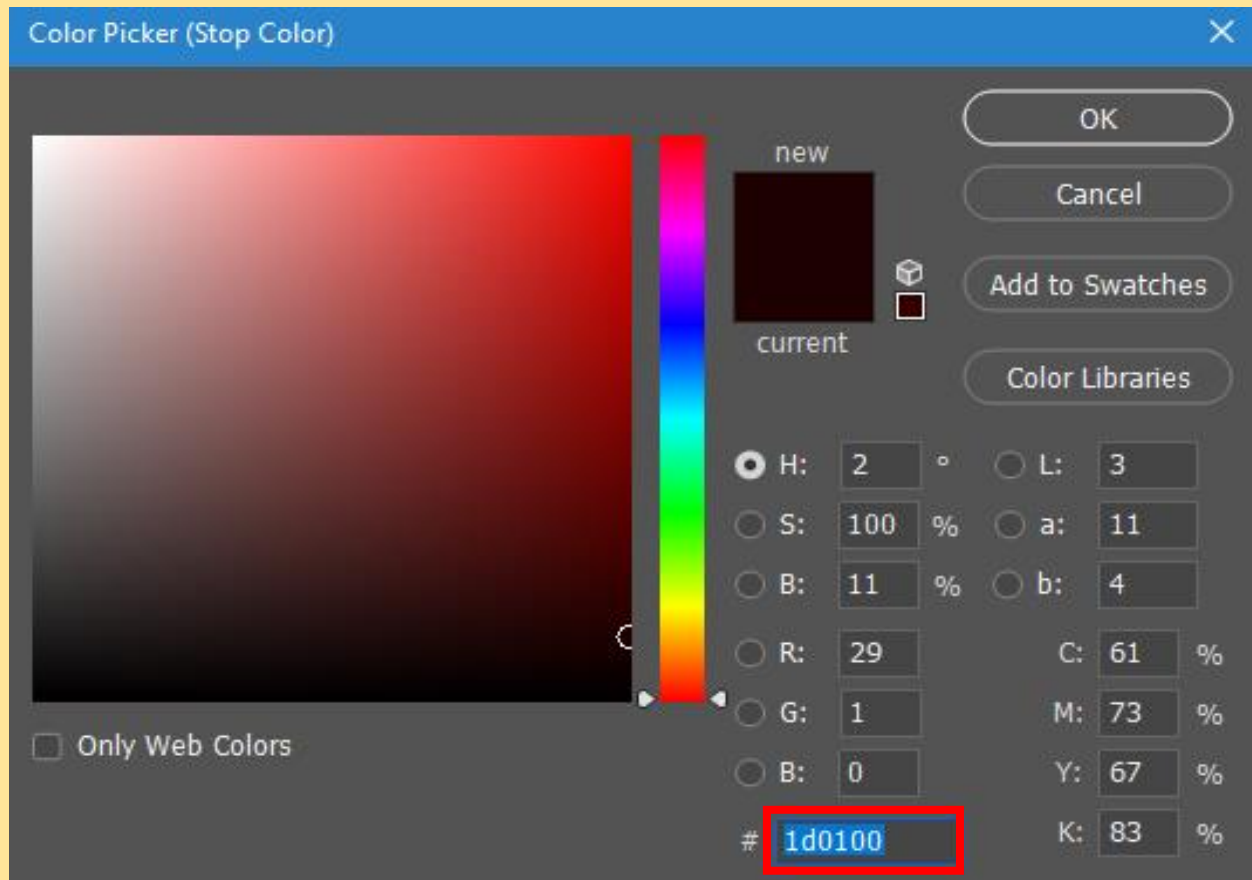 Color Picker (Stop Color)
OK
new
Cancel
Add to Swatches
current
Color Libraries
H: 2 ° L: 3
S: 100 % a: 11
B: 11 % b: 4
R: 29 C: 61 %
G: 1 M: 73 %
Only Web Colors
B: 0 Y: 67 %
# 1d0100 K: 83 %